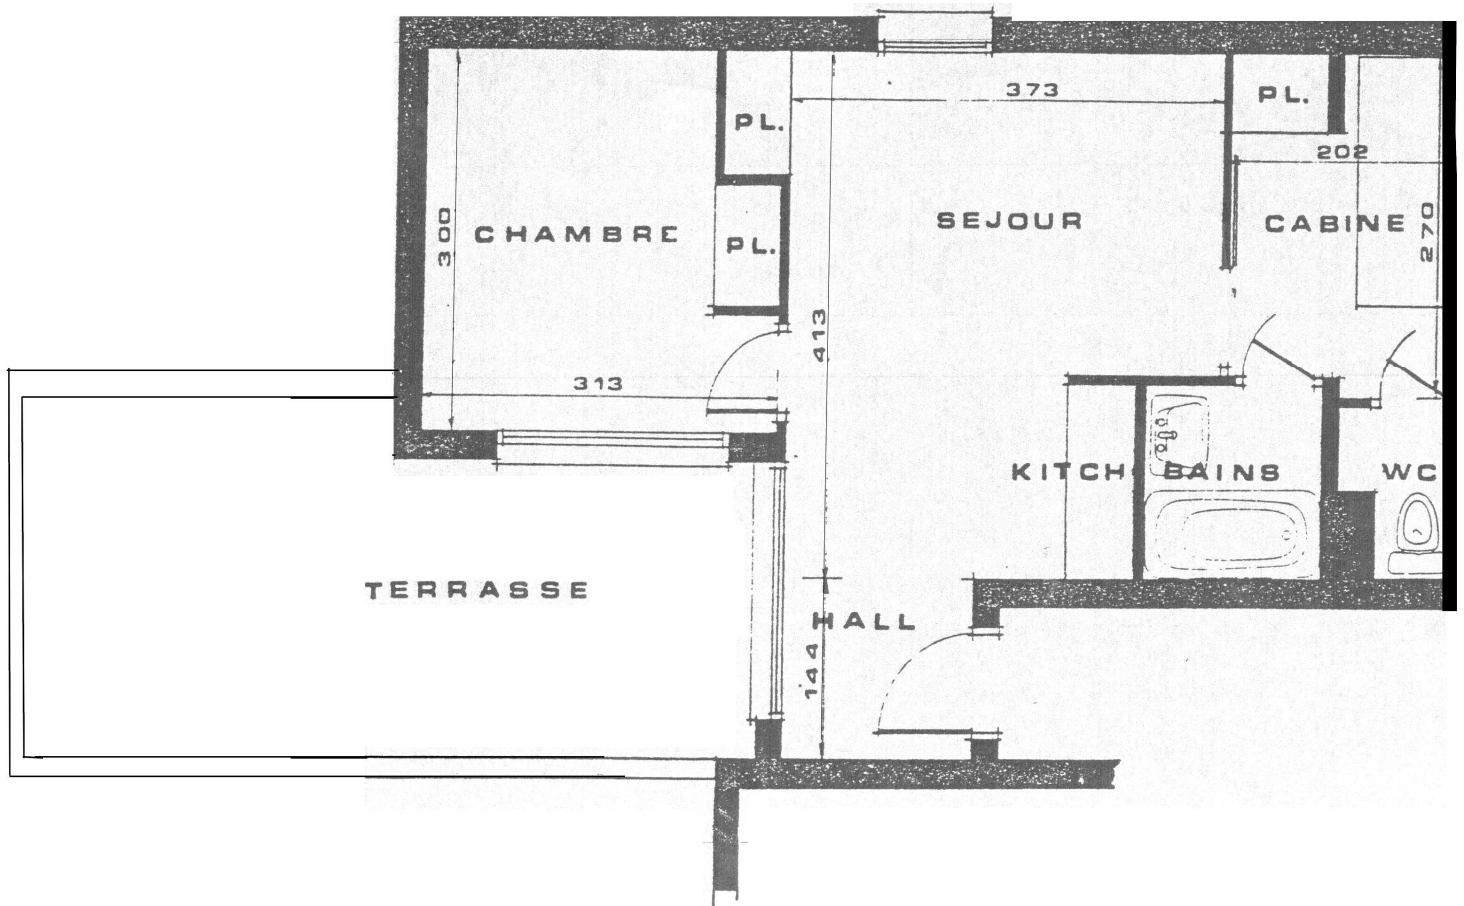 373
PL.
PL.
202
300
CHAMBRE
PL.
SEJOUR
CABINE
270
413
313
KITCH
BAINS
WC
TERRASSE
HALL
144